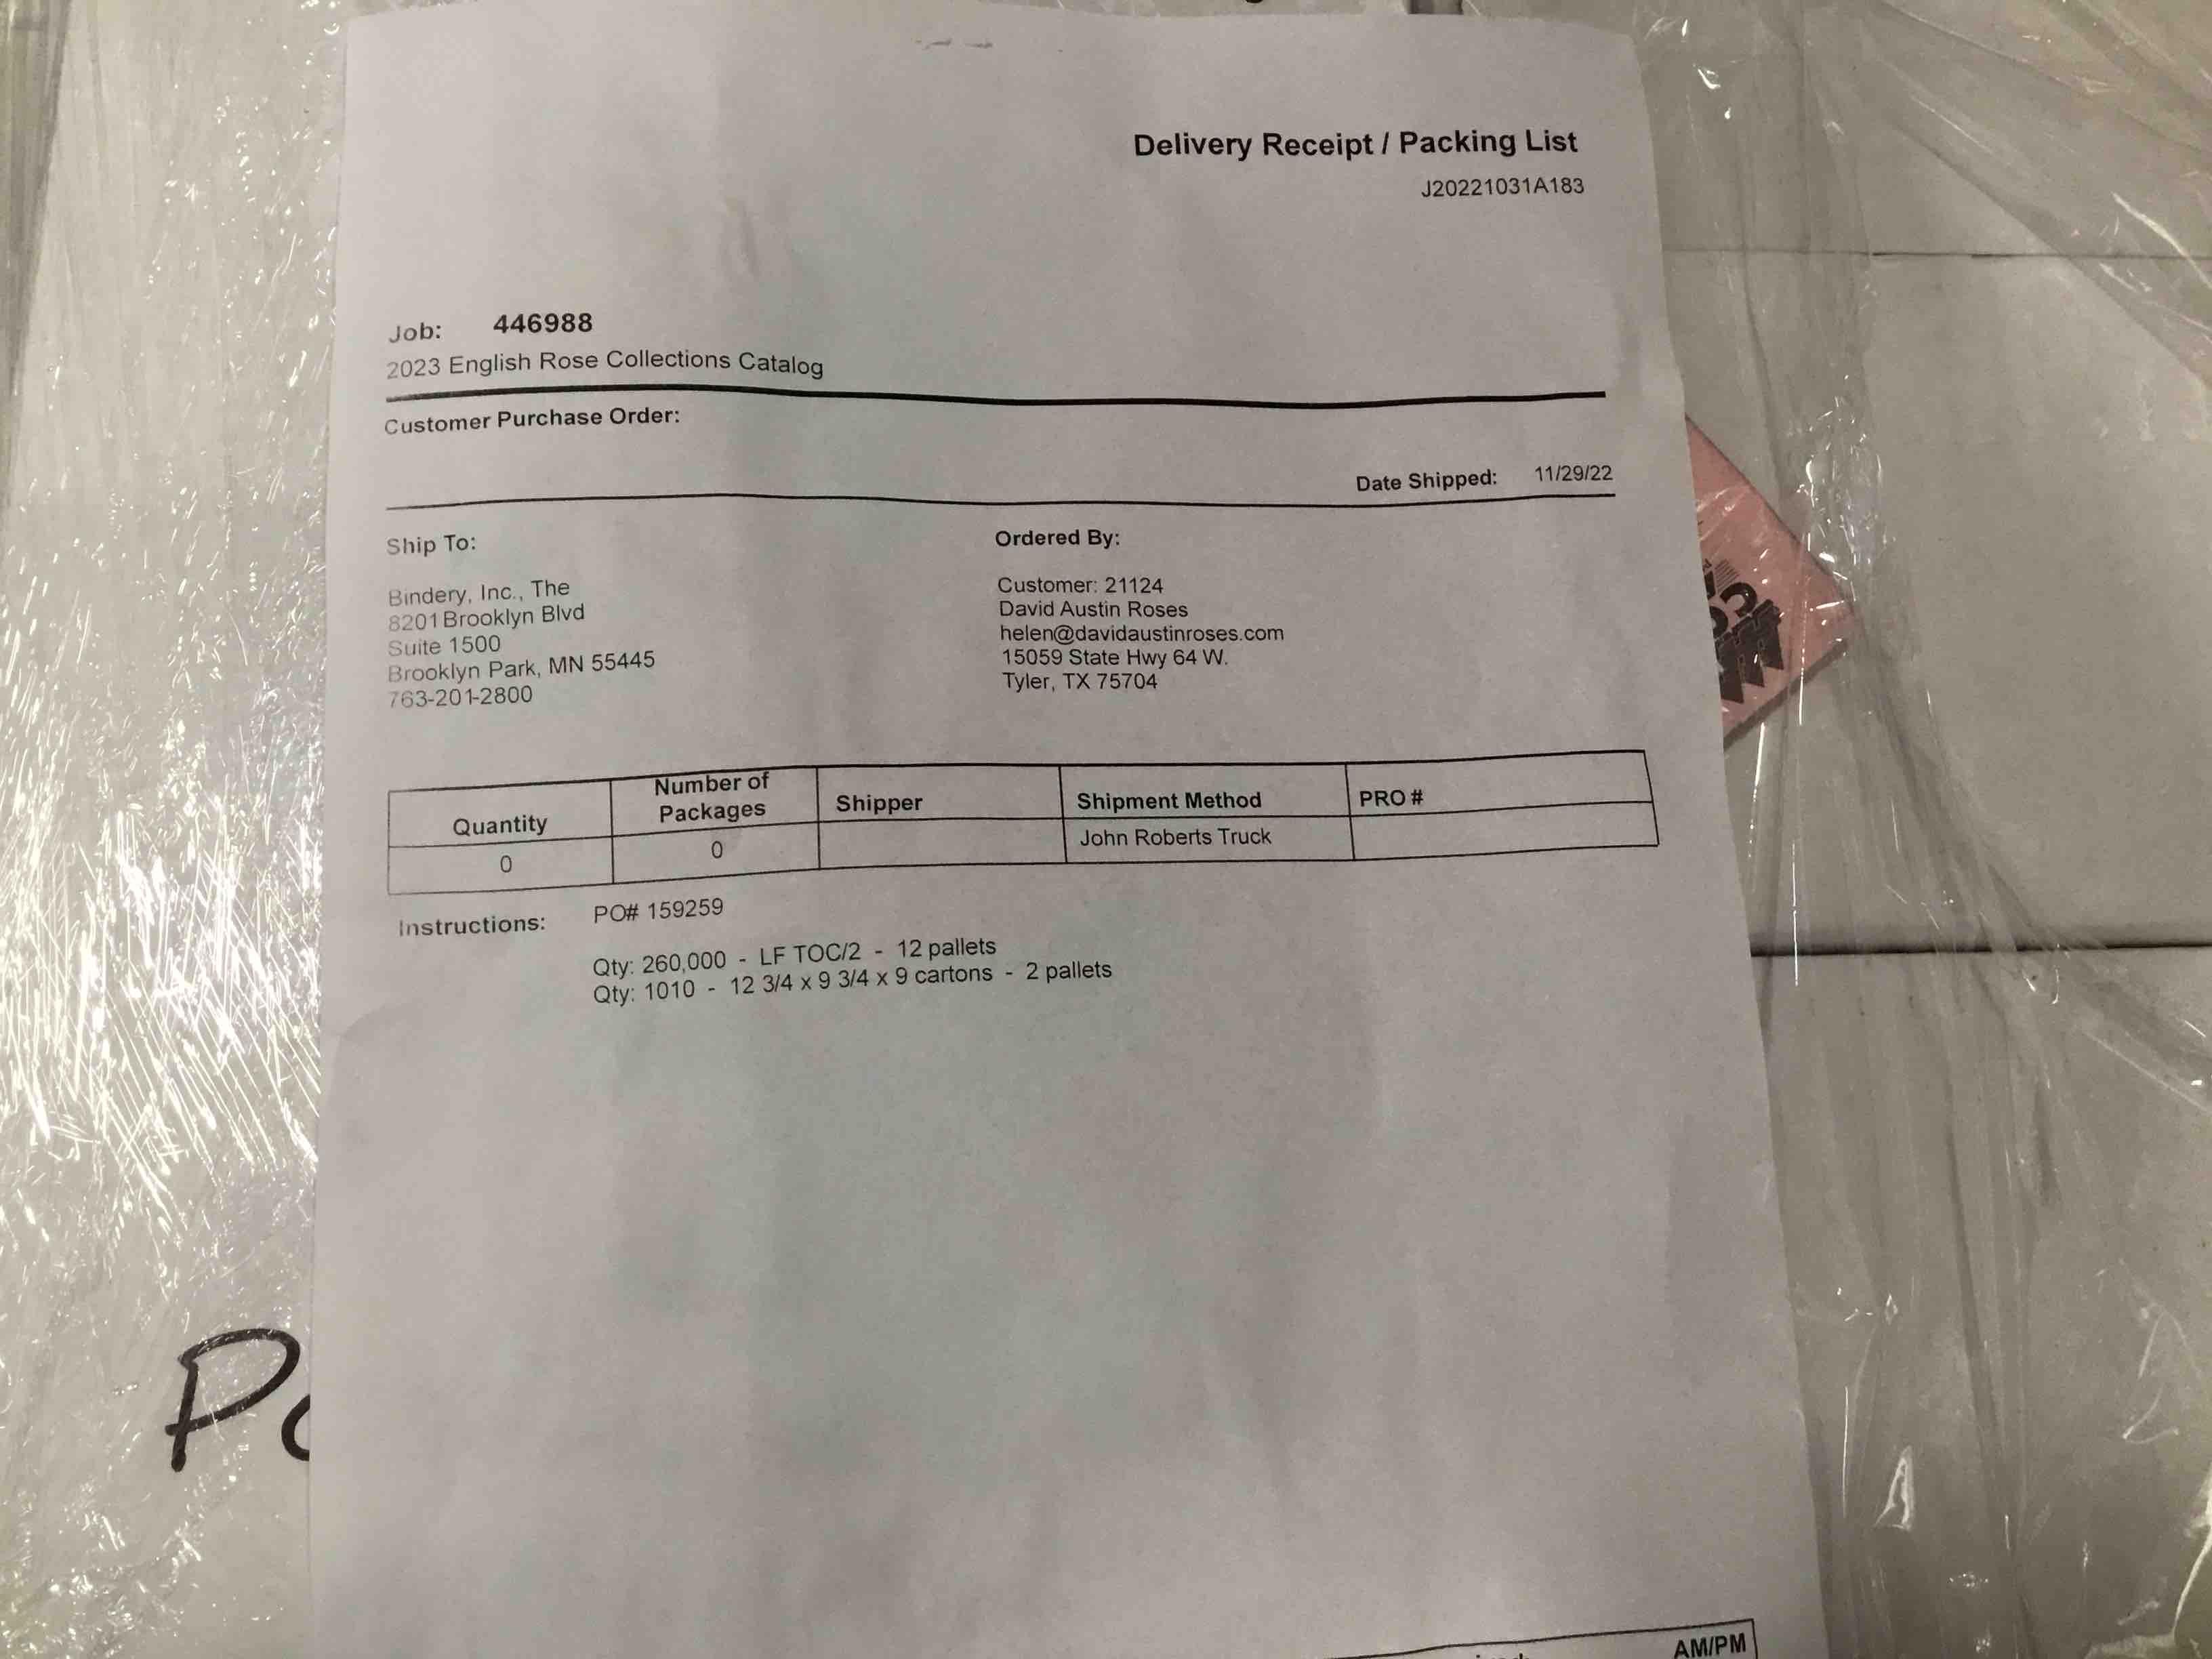 Delivery Receipt / Packing List
J20221031A183
Job: 446988
2023 English Rose Collections Catalog
Customer Purchase Order:
Date Shipped: 11/29/22
Ship To:
Bindery, Inc., The
8201 Brooklyn Blvd
Suite 1500
Brooklyn Park, MN 55445
763-201-2800
Ordered By:
Customer: 21124
David Austin Roses
helen@davidaustinroses.com
15059 State Hwy 64 W.
Tyler, TX 75704
Quantity Number of Packages Shipper Shipment Method PRO #
0 0 John Roberts Truck
Instructions: PO# 159259
Qty: 260,000 - LF TOC/2 - 12 pallets
Qty: 1010 - 12 3/4 x 9 3/4 x 9 cartons - 2 pallets
AM/PM